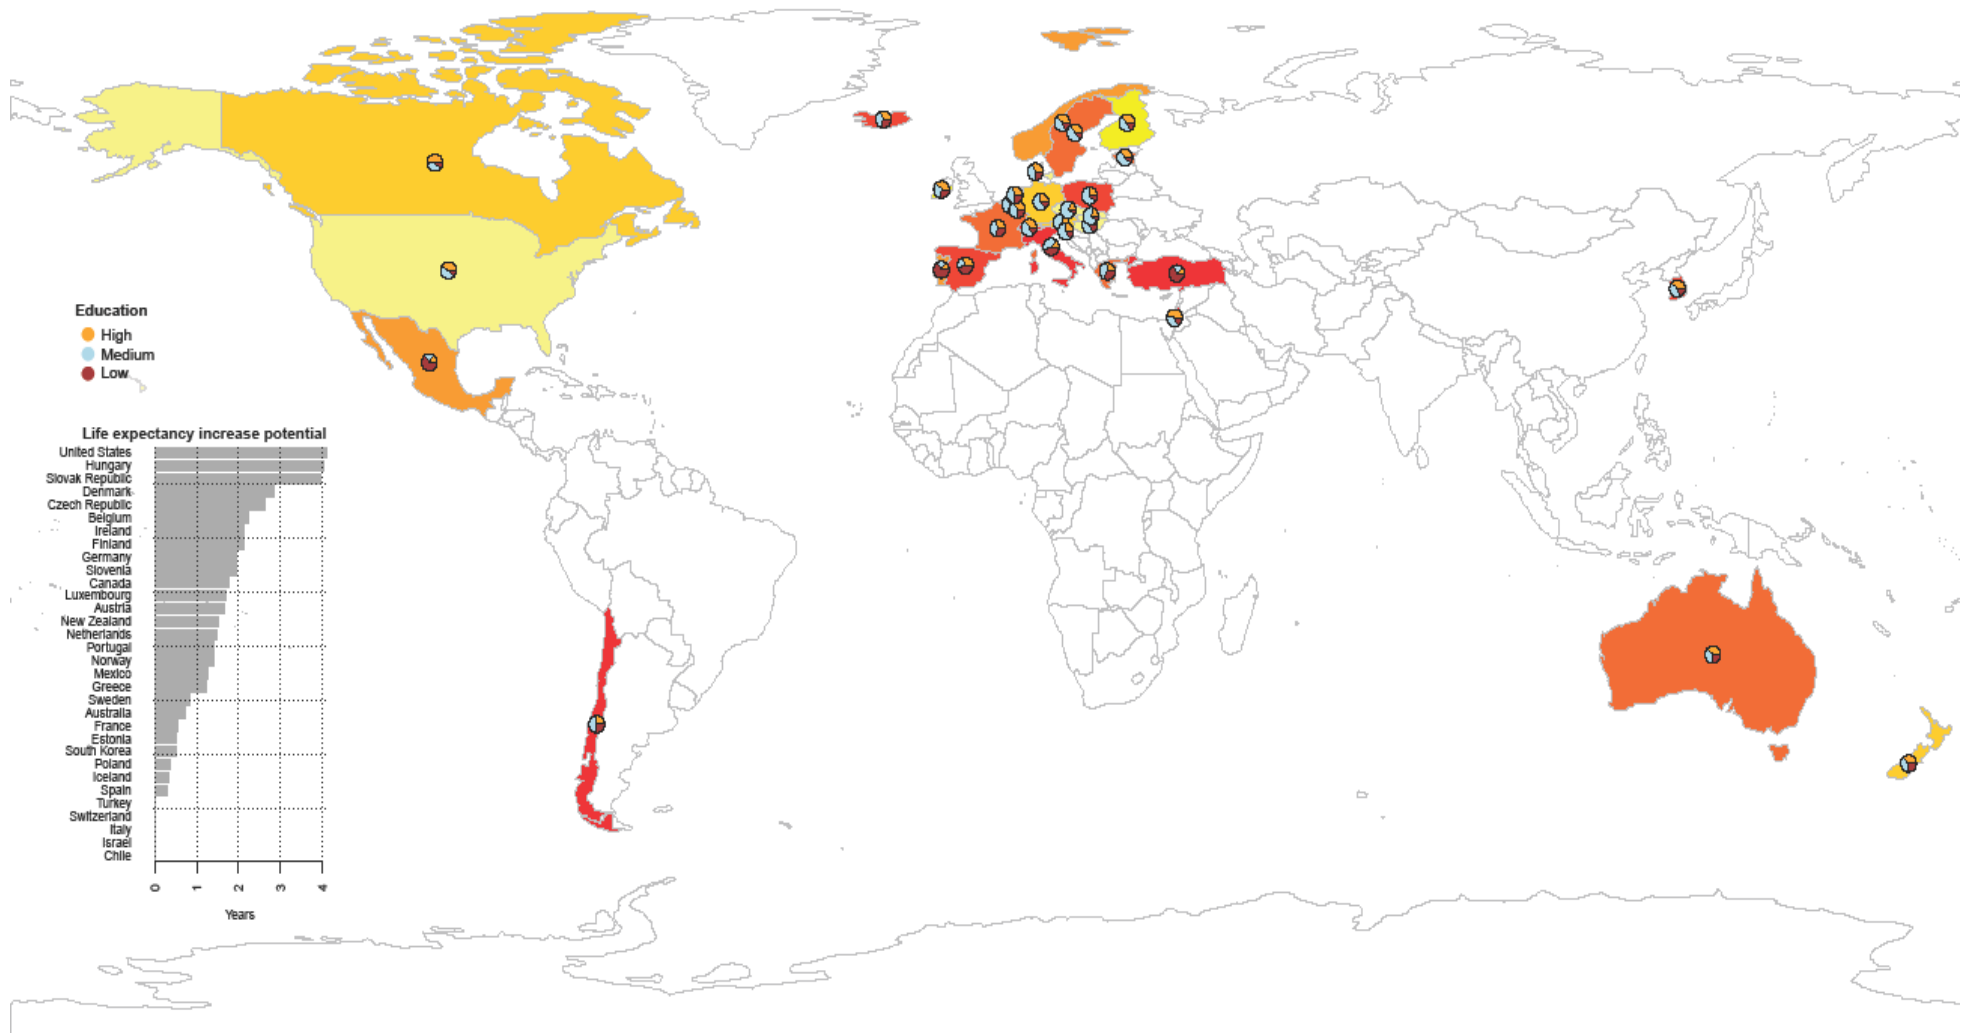 Education
High
Medium
Low
Life expectancy increase potential
United States
Hungary
Slovak Republic
Denmark
Czech Republic
Belgium
Ireland
Finland
Germany
Slovenia
Canada
Luxembourg
Austria
New Zealand
Netherlands
Portugal
Norway
Mexico
Greece
Sweden
Australia
France
Estonia
South Korea
Poland
Iceland
Spain
Turkey
Switzerland
Italy
Israel
Chile
0 1 2 3 4
Years